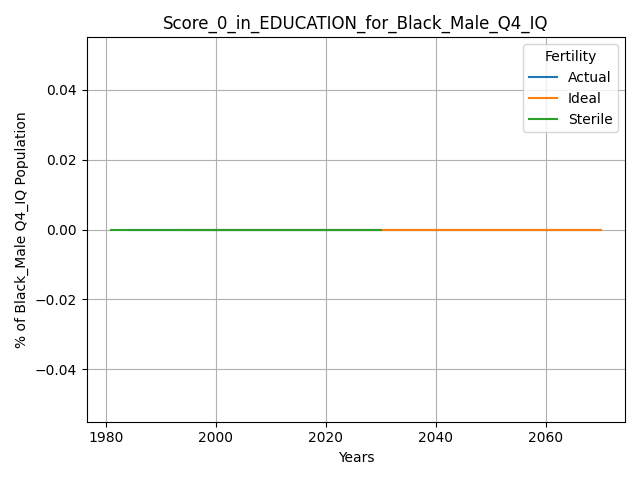 Score_0_in_EDUCATION_for_Black_Male_Q4_IQ
Fertility
Actual
Ideal
Sterile
% of Black_Male Q4_IQ Population
0.04
0.02
0.00
−0.02
−0.04
1980 2000 2020 2040 2060
Years